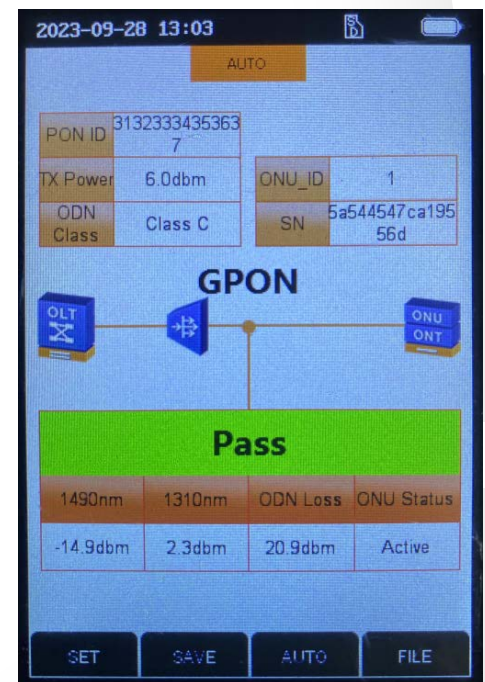 2023-09-28 13:03
AUTO
PON ID 3132333435363
7
TX Power 6.0dbm
ODN
Class
Class C
ONU_ID 1
SN 5a544547ca195
56d
GPON
OLT
ONU
ONT
Pass
1490nm 1310nm ODN Loss ONU Status
-14.9dbm 2.3dbm 20.9dbm Active
SET SAVE AUTO FILE